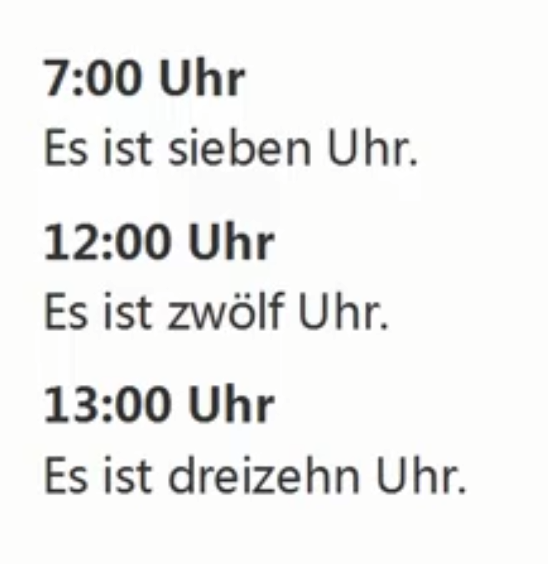 7:00 Uhr
Es ist sieben Uhr.
12:00 Uhr
Es ist zwölf Uhr.
13:00 Uhr
Es ist dreizehn Uhr.